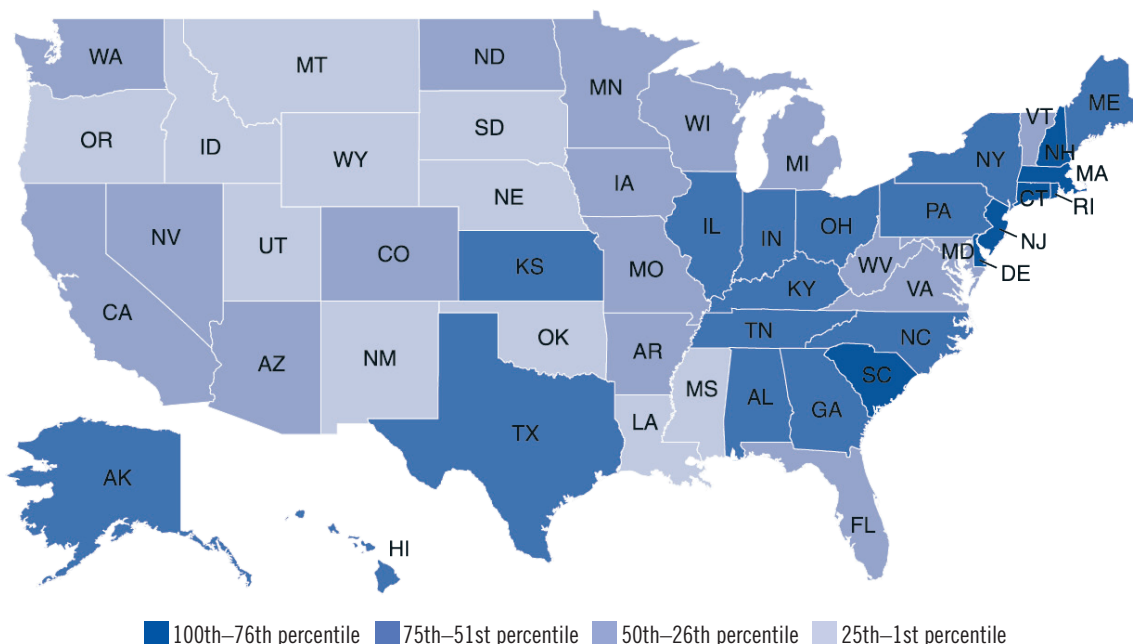 WA
MT
ND
MN
ME
VT
OR
ID
SD
WI
NH
WY
MI
NY
MA
IA
CT
RI
NE
PA
NV
IL
IN
OH
NJ
UT
CO
MD
KS
MO
WV
DE
CA
KY
VA
TN
NC
OK
AZ
NM
AR
SC
MS
AL
GA
LA
TX
AK
FL
HI
100th–76th percentile 75th–51st percentile 50th–26th percentile 25th–1st percentile